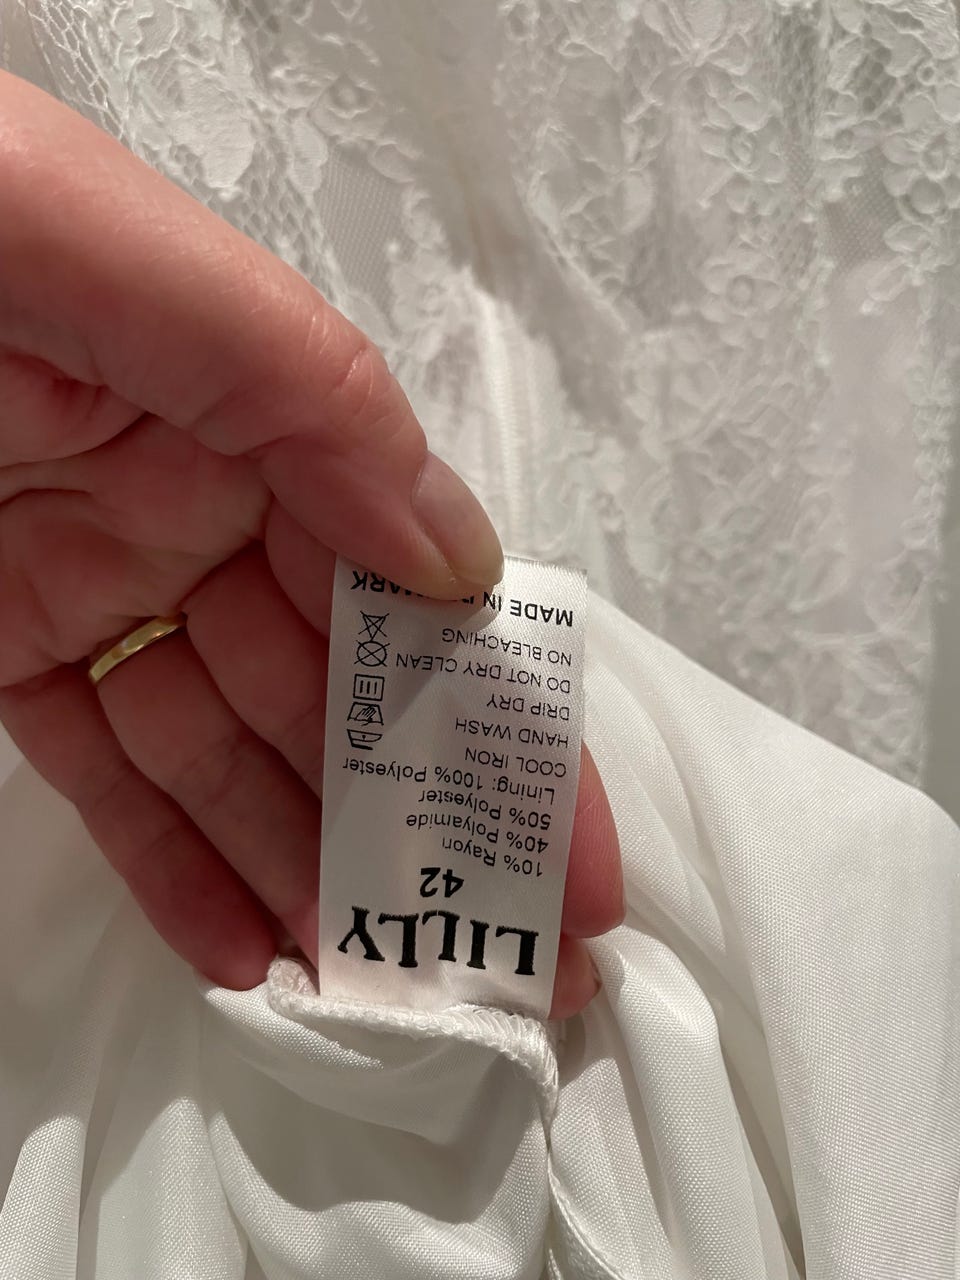 LILLY
42
10% Rayon
40% Polyamide
50% Polyester
Lining: 100% Polyester
COOL IRON
HAND WASH
DRIP DRY
DO NOT DRY CLEAN
NO BLEACHING
MADE IN